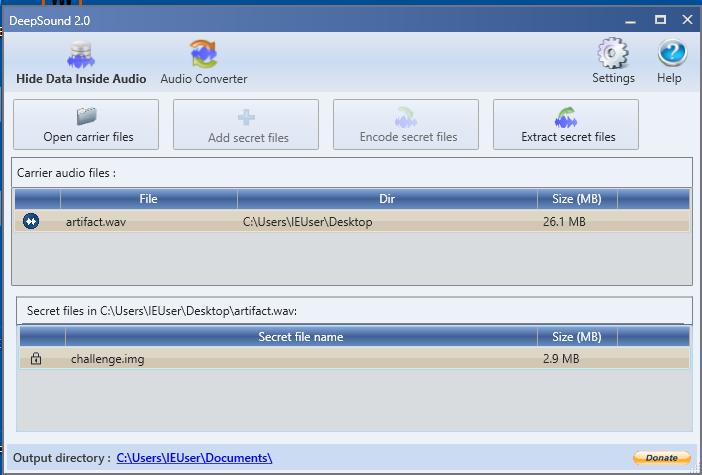 DeepSound 2.0
Hide Data Inside Audio Audio Converter Settings Help
Open carrier files Add secret files Encode secret files Extract secret files
Carrier audio files :
File Dir Size (MB)
artifact.wav C:\Users\IEUser\Desktop 26.1 MB
Secret files in C:\Users\IEUser\Desktop\artifact.wav:
Secret file name Size (MB)
challenge.img 2.9 MB
Output directory : C:\Users\IEUser\Documents\ Donate